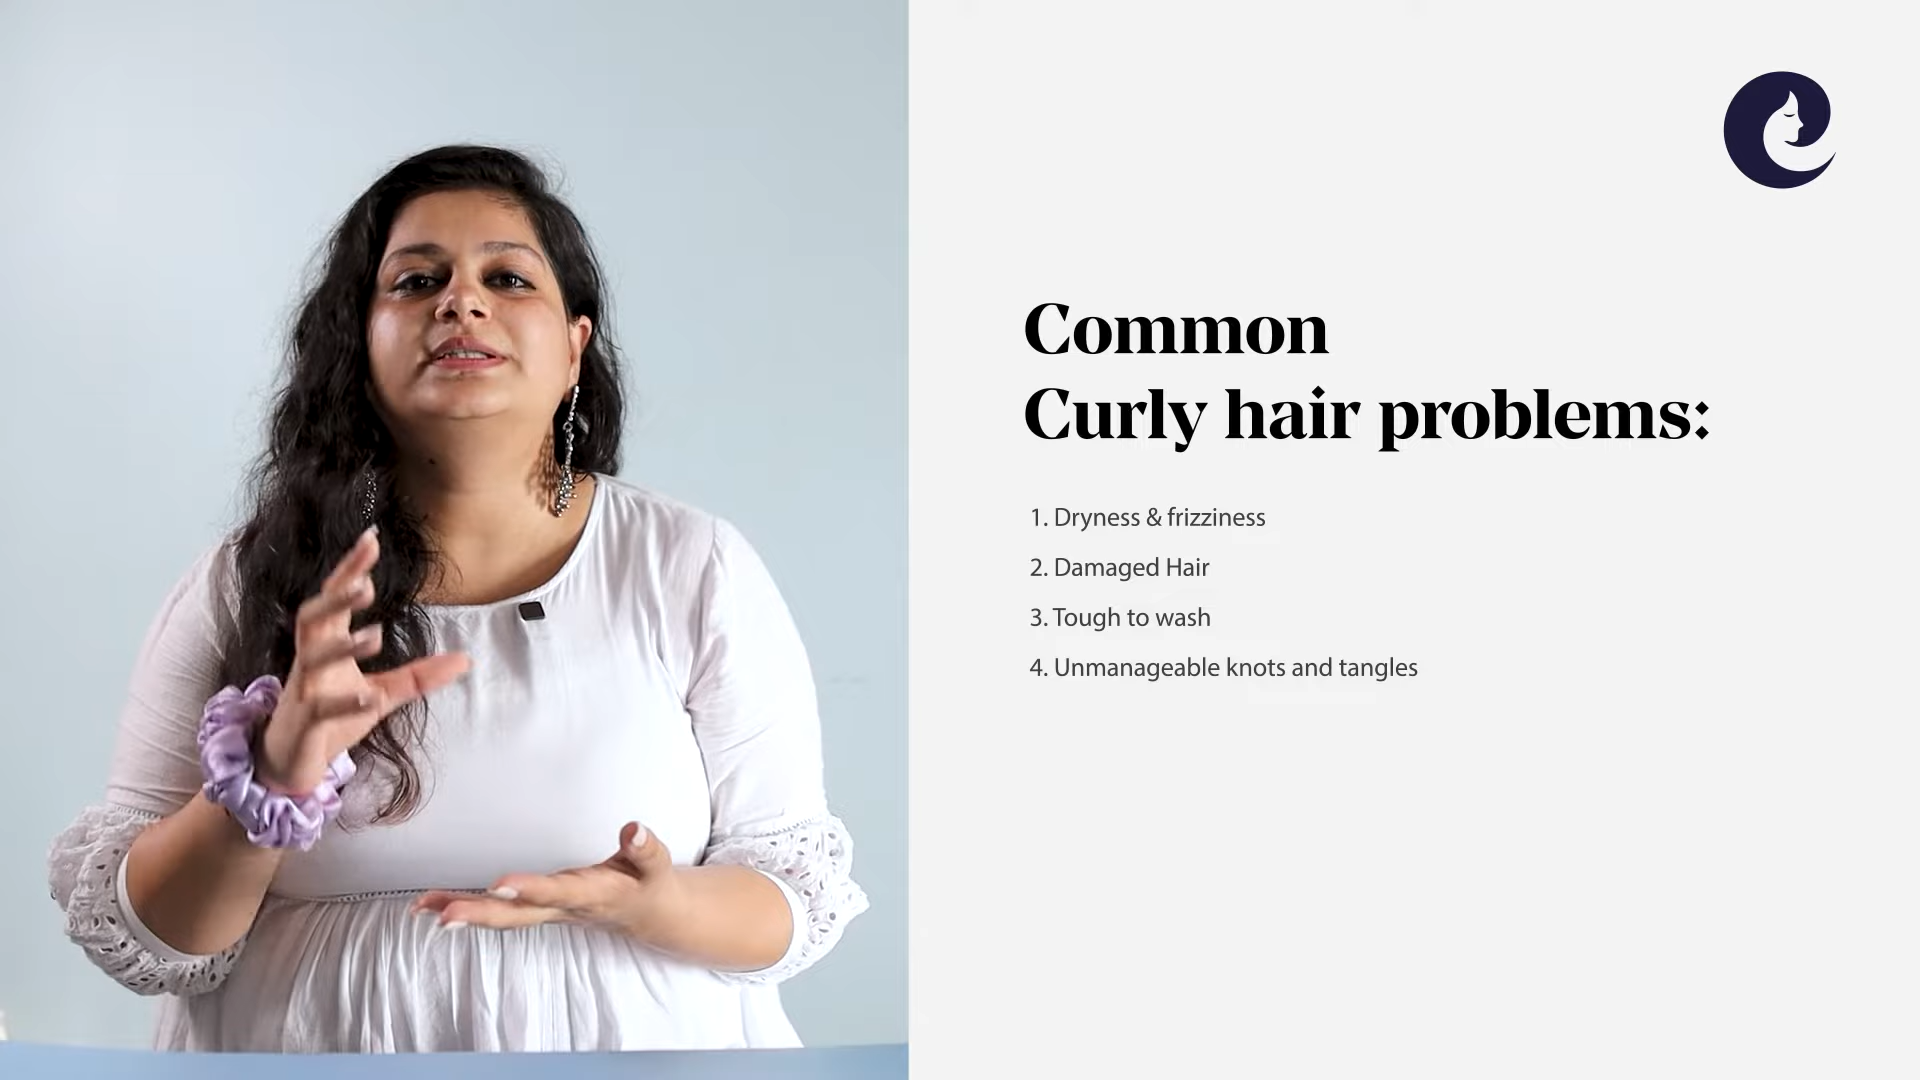 Common
Curly hair problems:
1. Dryness & frizziness
2. Damaged Hair
3. Tough to wash
4. Unmanageable knots and tangles